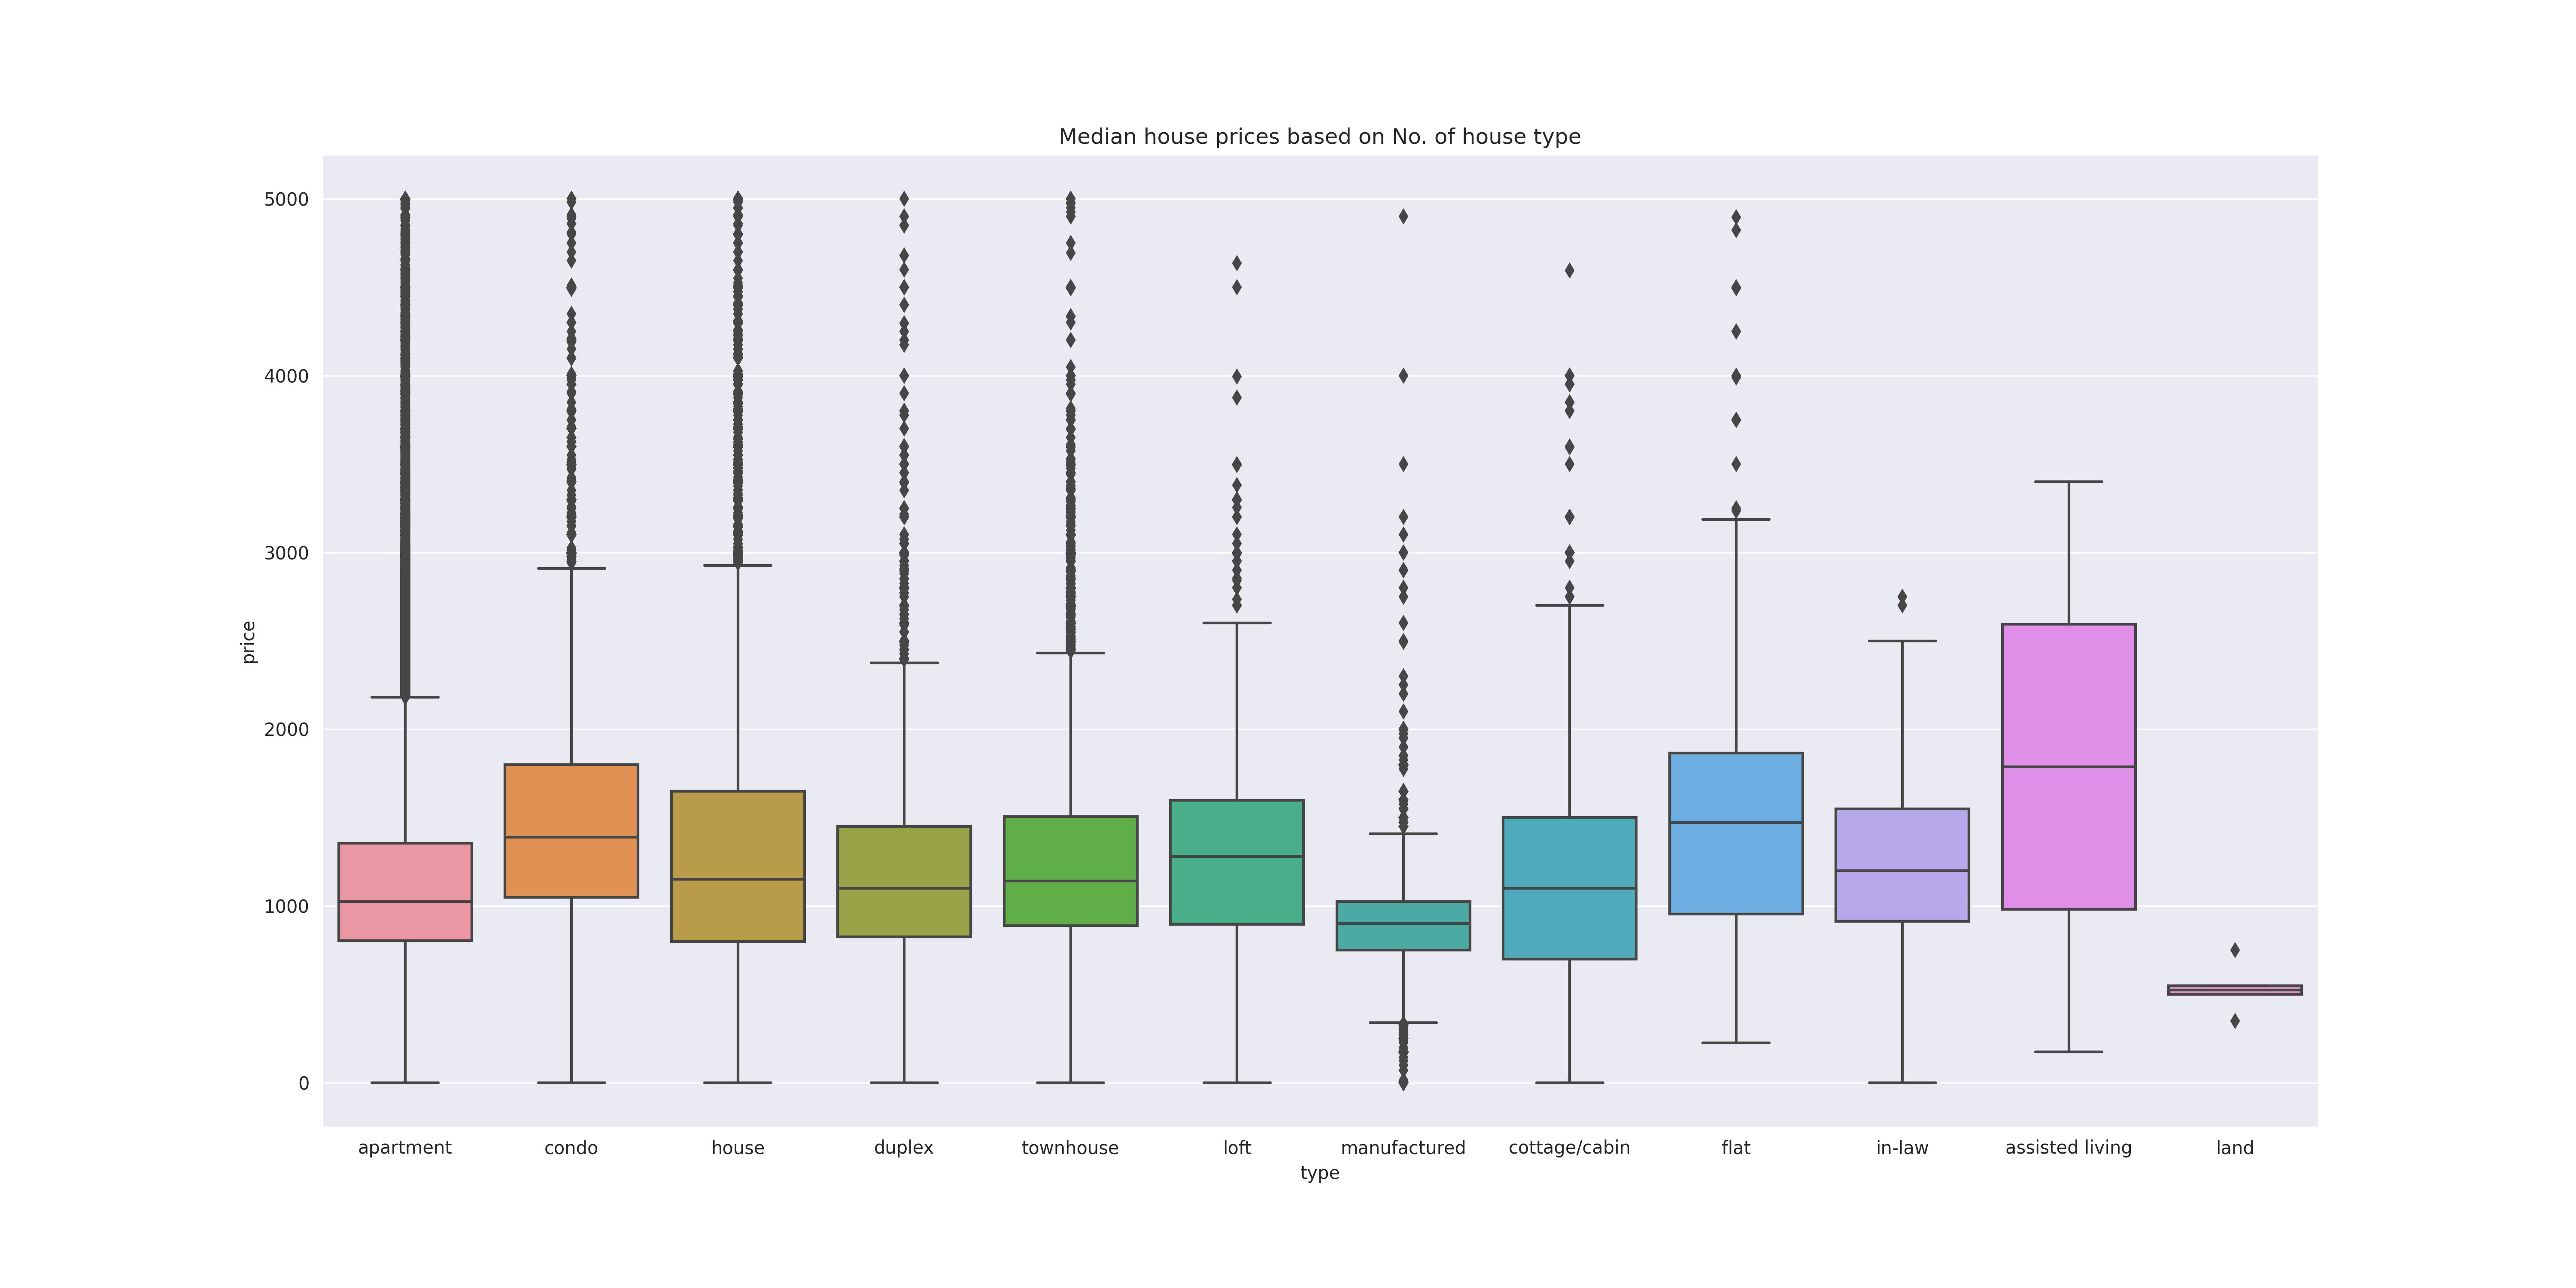 Median house prices based on No. of house type
5000
4000
3000
2000
1000
0
price
apartment condo house duplex townhouse loft manufactured cottage/cabin flat in-law assisted living land
type